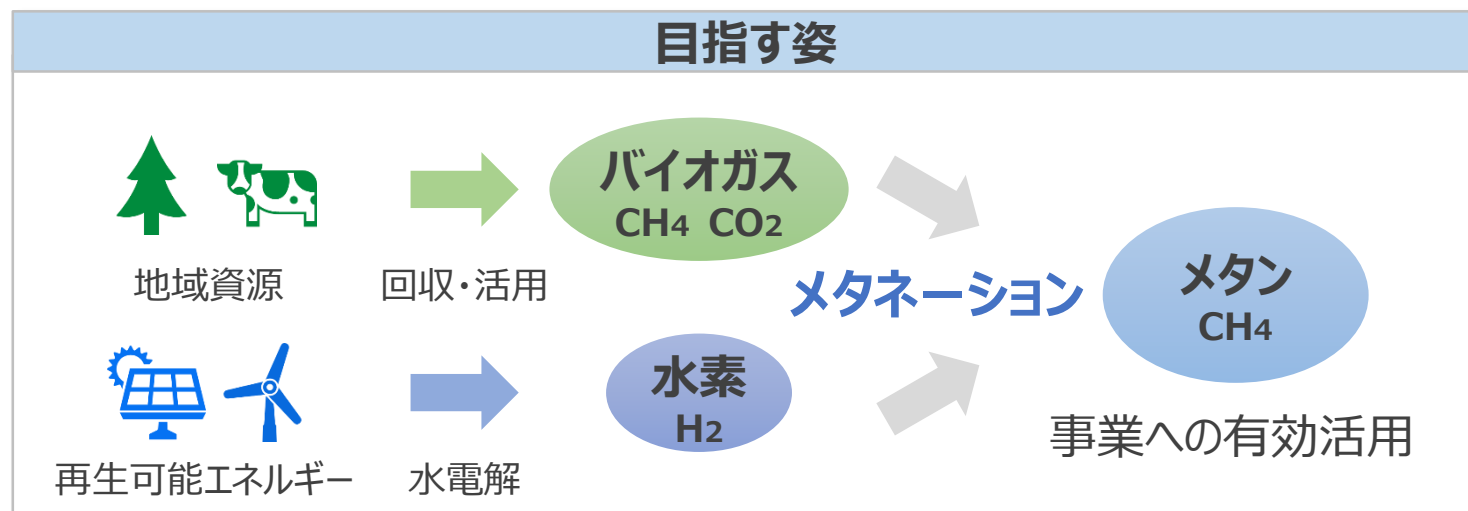 目指す姿
バイオガス
CH4 CO2
地域資源
回収・活用
メタネーション
メタン
CH4
水素
H2
事業への有効活用
再生可能エネルギー
水電解